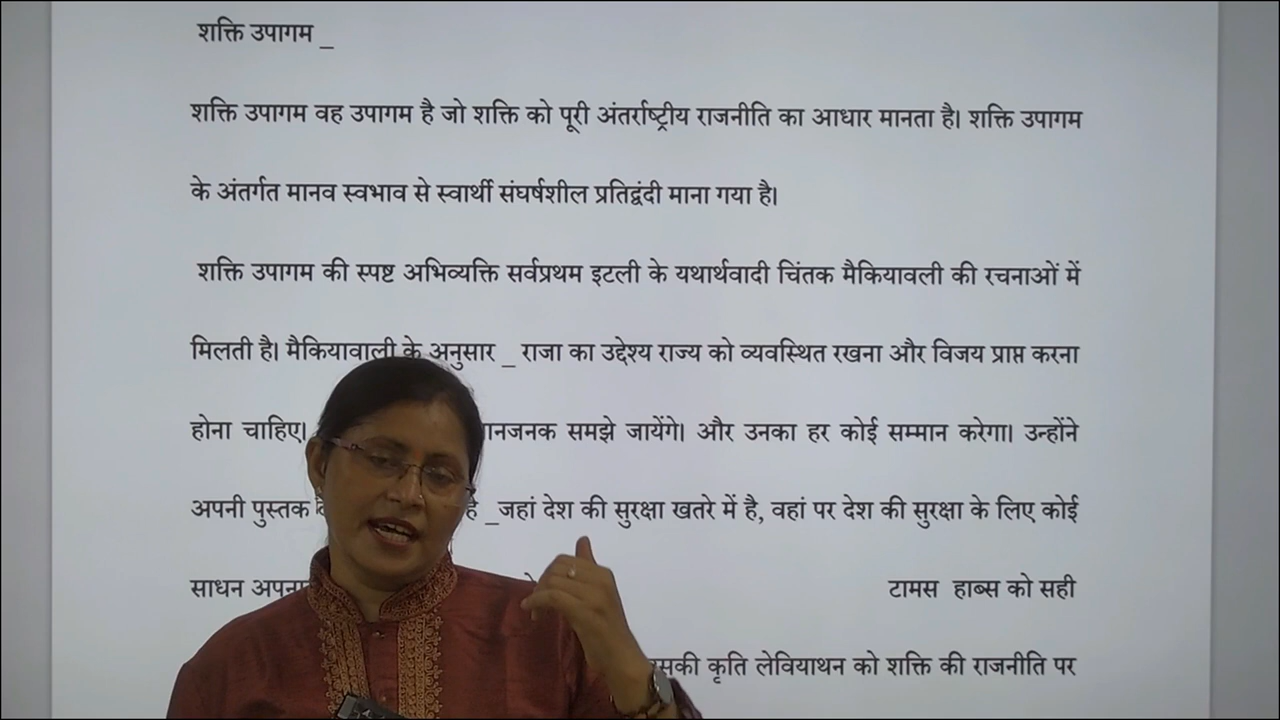 शक्ति उपागम _
शक्ति उपागम वह उपागम है जो शक्ति को पूरी अंतर्राष्ट्रीय राजनीति का आधार मानता है। शक्ति उपागम
के अंतर्गत मानव स्वभाव से स्वार्थी संघर्षशील प्रतिद्वंदी माना गया है।
शक्ति उपागम की स्पष्ट अभिव्यक्ति सर्वप्रथम इटली के यथार्थवादी चिंतक मैकियावली की रचनाओं में
मिलती है। मैकियावाली के अनुसार _ राजा का उद्देश्य राज्य को व्यवस्थित रखना और विजय प्राप्त करना
होना चाहिए। समझे जायेंगे। और उनका हर कोई सम्मान करेगा। उन्होंने
अपनी पुस्तक _जहां देश की सुरक्षा खतरे में है, वहां पर देश की सुरक्षा के लिए कोई
साधन टामस हाब्स को सही
कृति लेवियाथन को शक्ति की राजनीति पर